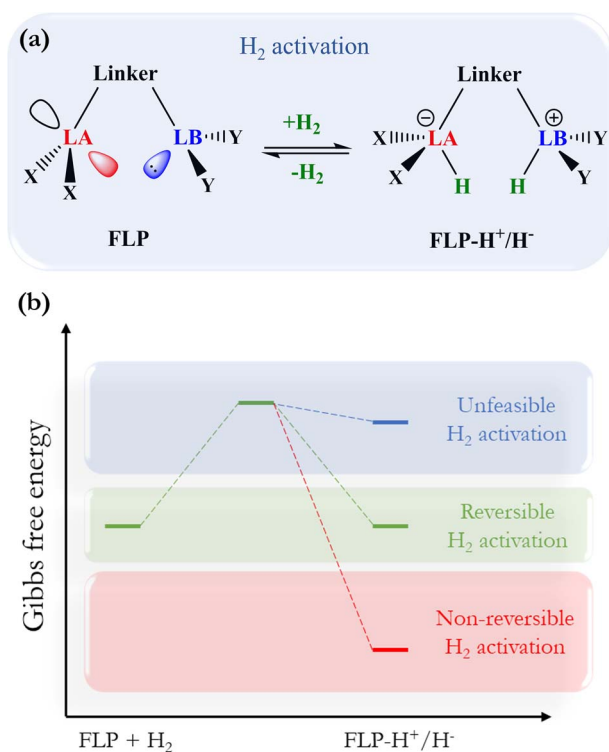 (a)
H₂ activation
Linker
LA
LB
X
X
Y
Y
FLP
+H₂
-H₂
Linker
⊖
⊕
LA
LB
X
X
H
H
Y
Y
FLP-H⁺/H⁻
(b)
Gibbs free energy
Unfeasible
H₂ activation
Reversible
H₂ activation
Non-reversible
H₂ activation
FLP + H₂
FLP-H⁺/H⁻